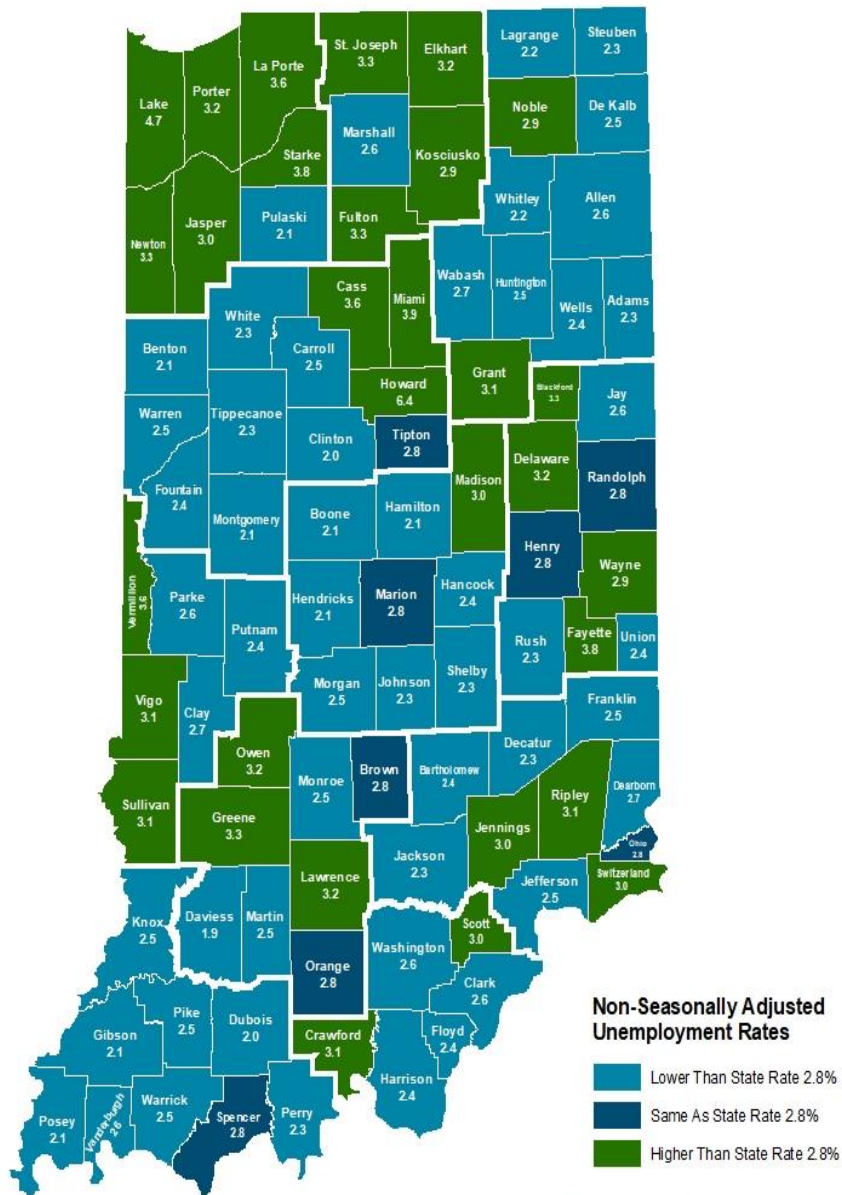 Lagrange
2.2
Steuben
2.3
St. Joseph
3.3
Elkhart
3.2
La Porte
3.6
Porter
3.2
Lake
4.7
Noble
2.9
De Kalb
2.5
Marshall
2.6
Kosciusko
2.9
Starke
3.8
Whitley
2.2
Allen
2.6
Pulaski
2.1
Fulton
3.3
Jasper
3.0
Newton
3.3
Wabash
2.7
Huntington
2.5
Cass
3.6
Miami
3.9
Wells
2.4
Adams
2.3
White
2.3
Carroll
2.5
Benton
2.1
Grant
3.1
Howard
6.4
Blackford
3.3
Jay
2.6
Warren
2.5
Tippecanoe
2.3
Clinton
2.0
Tipton
2.8
Delaware
3.2
Randolph
2.8
Madison
3.0
Fountain
2.4
Montgomery
2.1
Boone
2.1
Hamilton
2.1
Henry
2.8
Wayne
2.9
Vermillion
3.6
Parke
2.6
Putnam
2.4
Hendricks
2.1
Marion
2.8
Hancock
2.4
Rush
2.3
Fayette
3.8
Union
2.4
Vigo
3.1
Clay
2.7
Morgan
2.5
Johnson
2.3
Shelby
2.3
Franklin
2.5
Decatur
2.3
Owen
3.2
Monroe
2.5
Brown
2.8
Bartholomew
2.4
Dearborn
2.7
Ripley
3.1
Sullivan
3.1
Greene
3.3
Jennings
3.0
Ohio
2.8
Jackson
2.3
Switzerland
3.0
Lawrence
3.2
Jefferson
2.5
Knox
2.5
Daviess
1.9
Martin
2.5
Scott
3.0
Washington
2.6
Orange
2.8
Clark
2.6
Gibson
2.1
Pike
2.5
Dubois
2.0
Crawford
3.1
Floyd
2.4
Harrison
2.4
Posey
2.1
Vanderburgh
2.6
Warrick
2.5
Spencer
2.8
Perry
2.3
Non-Seasonally Adjusted
Unemployment Rates
Lower Than State Rate 2.8%
Same As State Rate 2.8%
Higher Than State Rate 2.8%